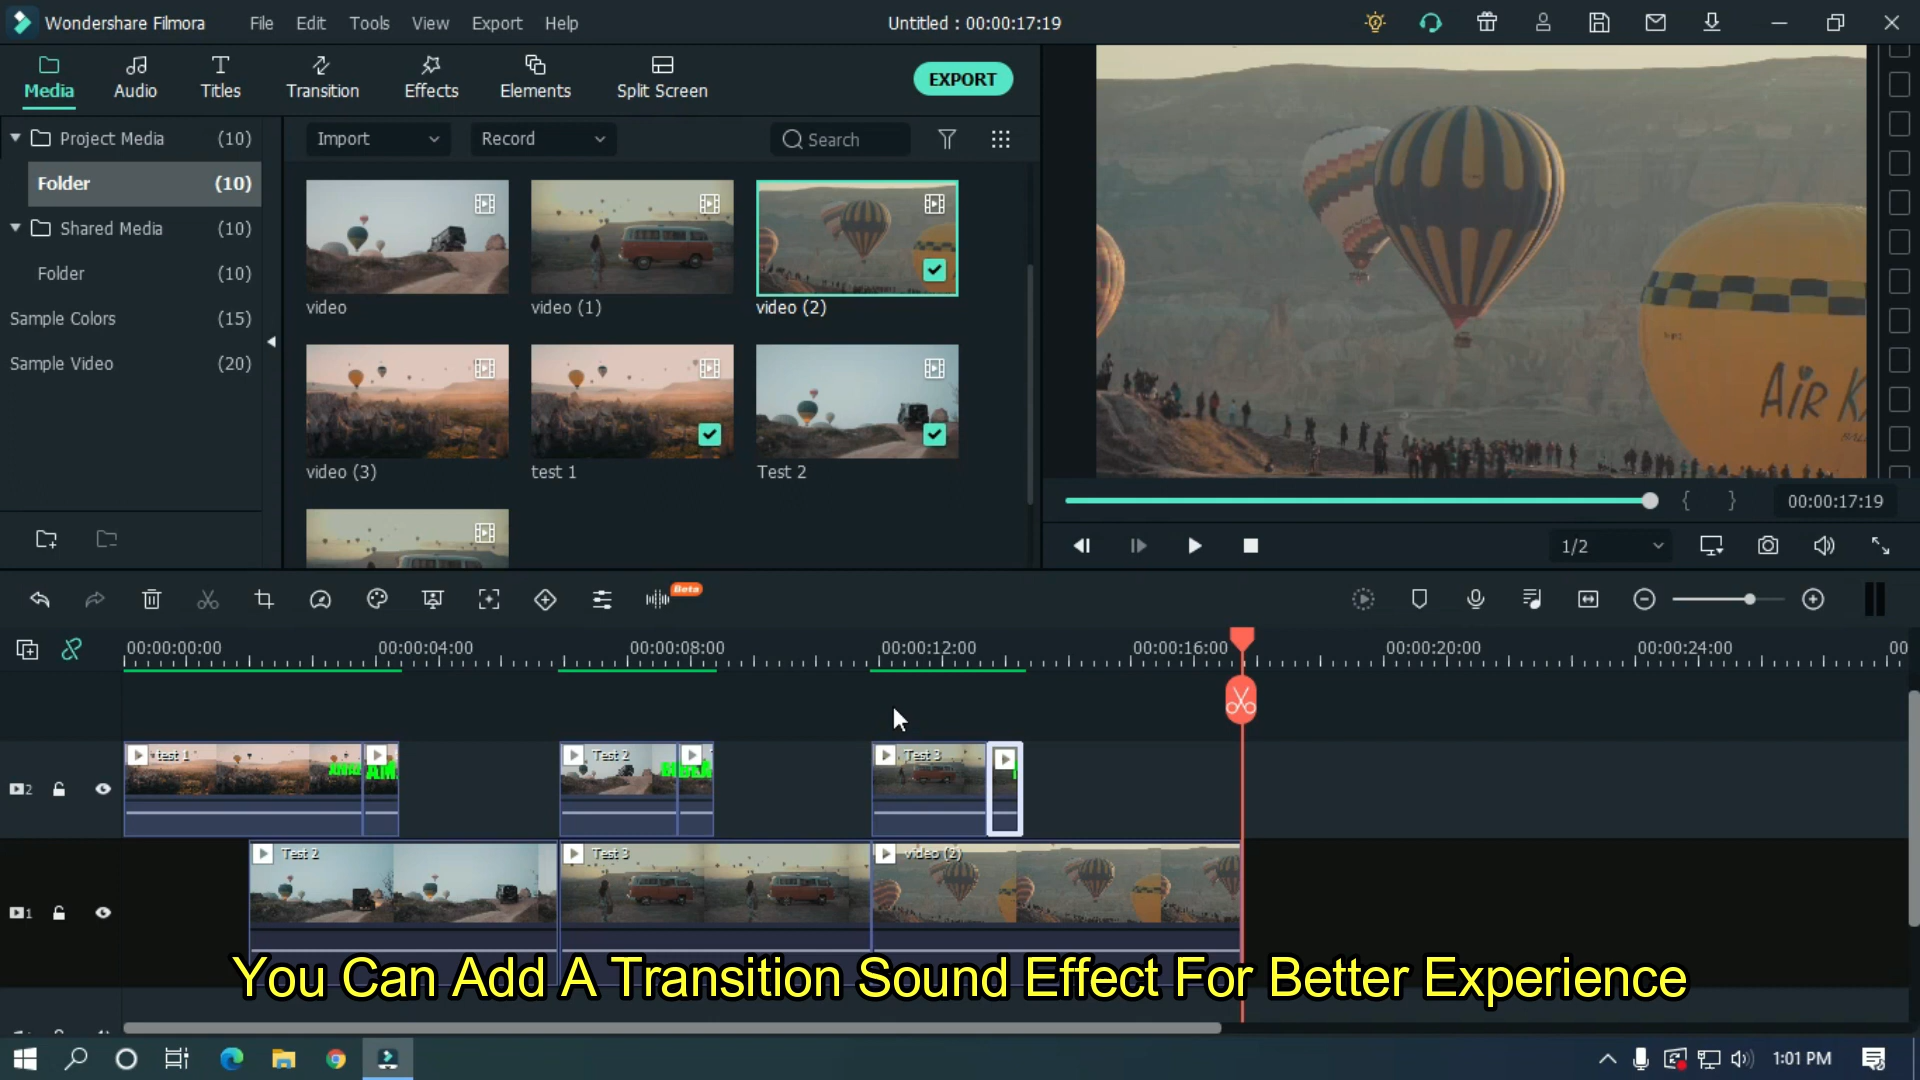 Wondershare Filmora File Edit Tools View Export Help Untitled : 00:00:17:19
Media Audio Titles Transition Effects Elements Split Screen EXPORT
Project Media (10)
Folder (10)
Shared Media (10)
Folder (10)
Sample Colors (15)
Sample Video (20)
Import Record Search
video video (1) video (2)
video (3) test 1 Test 2
AiR
00:00:17:19
1/2
Beta
00:00:00:00 00:00:04:00 00:00:08:00 00:00:12:00 00:00:16:00 00:00:20:00 00:00:24:00 00
test 1 Test 2 Test 3
2
Test 2 Test 3 video (2)
1
You Can Add A Transition Sound Effect For Better Experience
1:01 PM